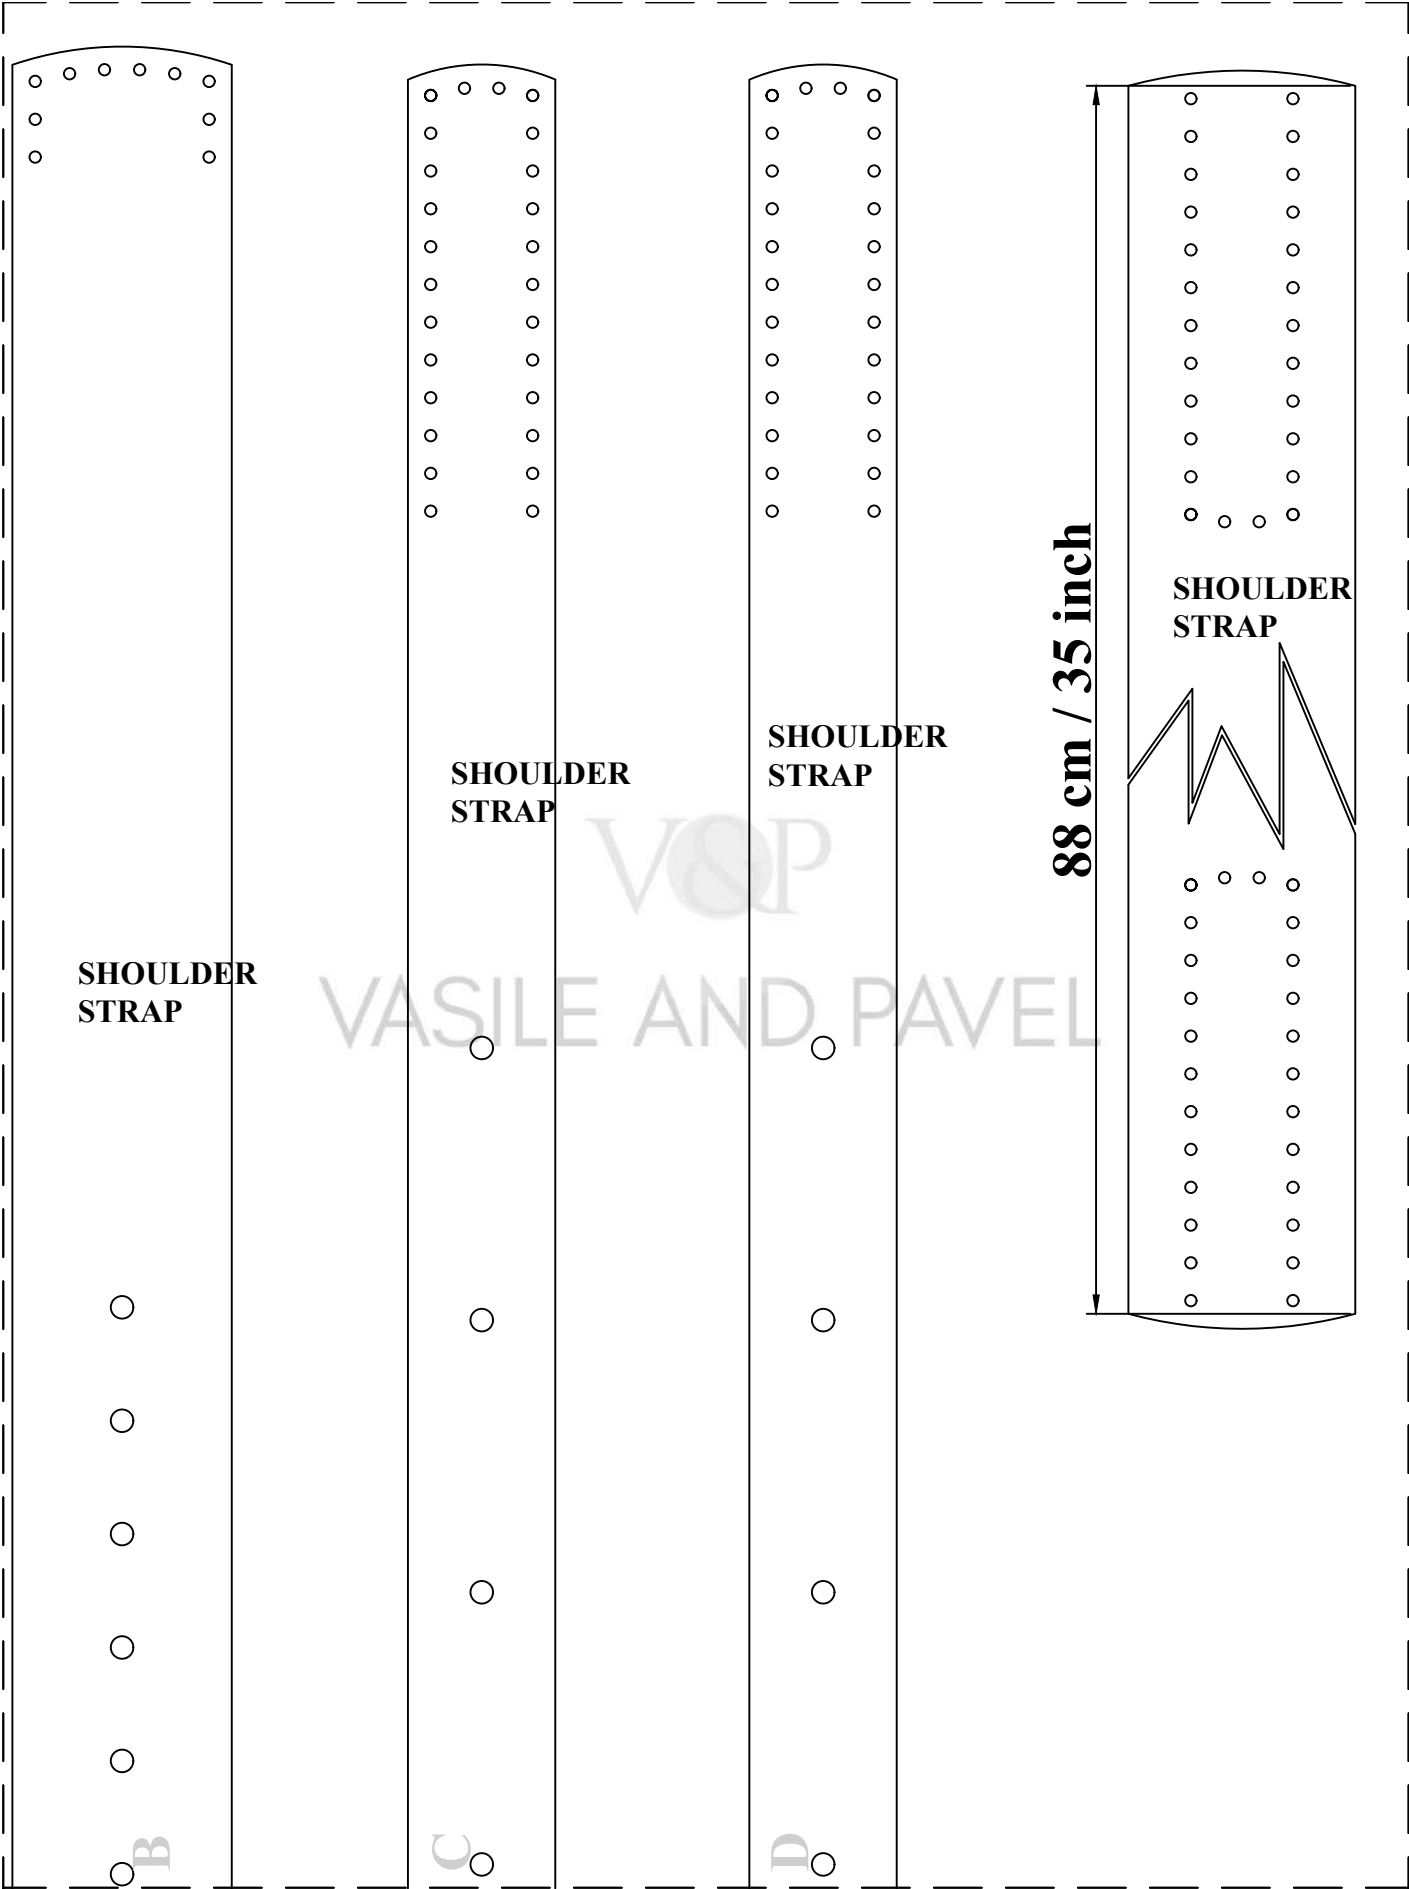 SHOULDER
STRAP
SHOULDER
STRAP
SHOULDER
STRAP
SHOULDER
STRAP
88 cm / 35 inch
V&P
VASILE AND PAVEL
B
C
D